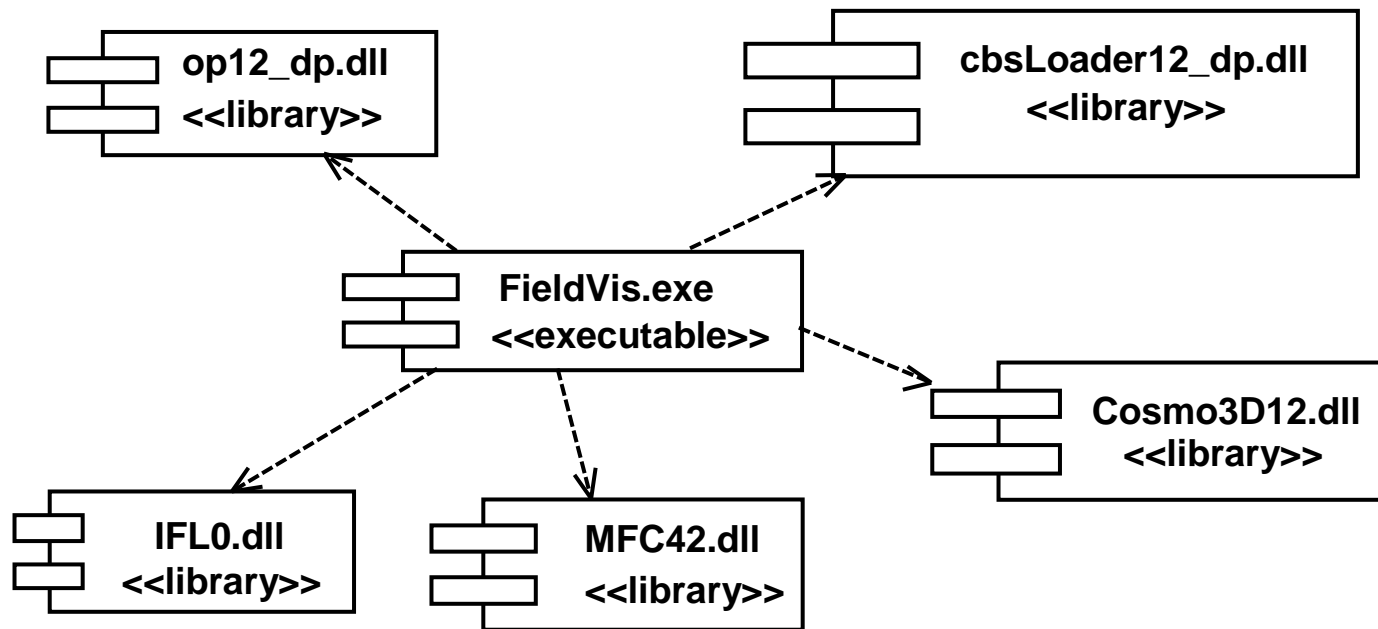 op12_dp.dll
<<library>>
cbsLoader12_dp.dll
<<library>>
FieldVis.exe
<<executable>>
Cosmo3D12.dll
<<library>>
IFL0.dll
<<library>>
MFC42.dll
<<library>>